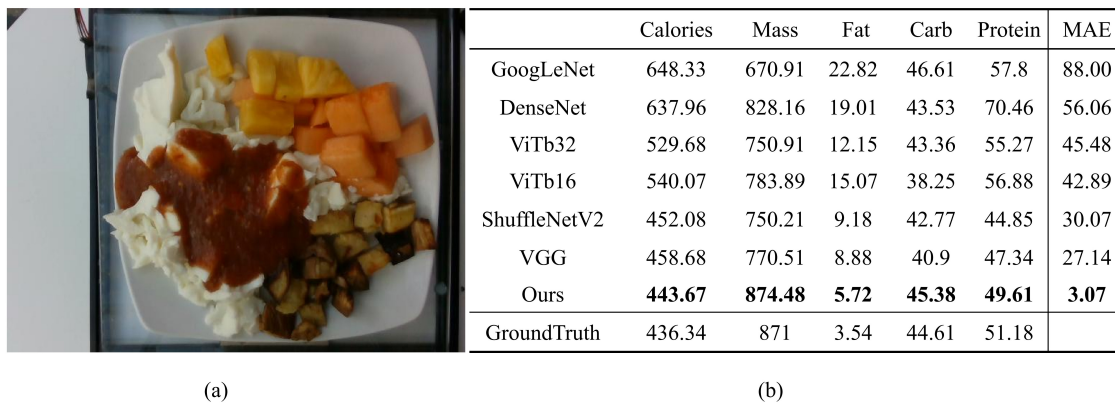 Calories Mass Fat Carb Protein MAE
GoogLeNet 648.33 670.91 22.82 46.61 57.8 88.00
DenseNet 637.96 828.16 19.01 43.53 70.46 56.06
ViTb32 529.68 750.91 12.15 43.36 55.27 45.48
ViTb16 540.07 783.89 15.07 38.25 56.88 42.89
ShuffleNetV2 452.08 750.21 9.18 42.77 44.85 30.07
VGG 458.68 770.51 8.88 40.9 47.34 27.14
Ours 443.67 874.48 5.72 45.38 49.61 3.07
GroundTruth 436.34 871 3.54 44.61 51.18
(a) (b)